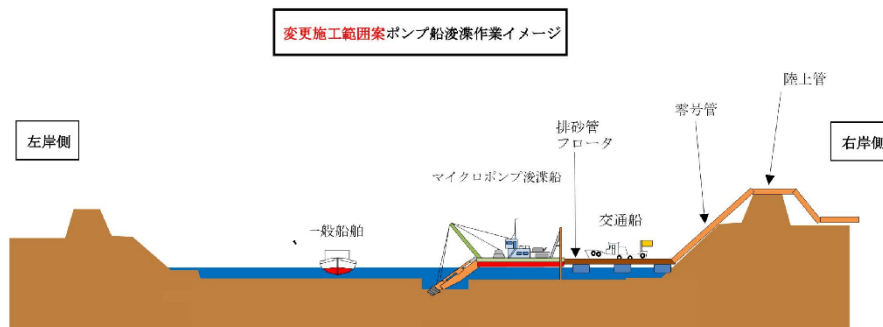 変更施工範囲案ポンプ船浚渫作業イメージ
陸上管
零号管
左岸側
排砂管
フロータ
右岸側
マイクロポンプ浚渫船
交通船
一般船舶